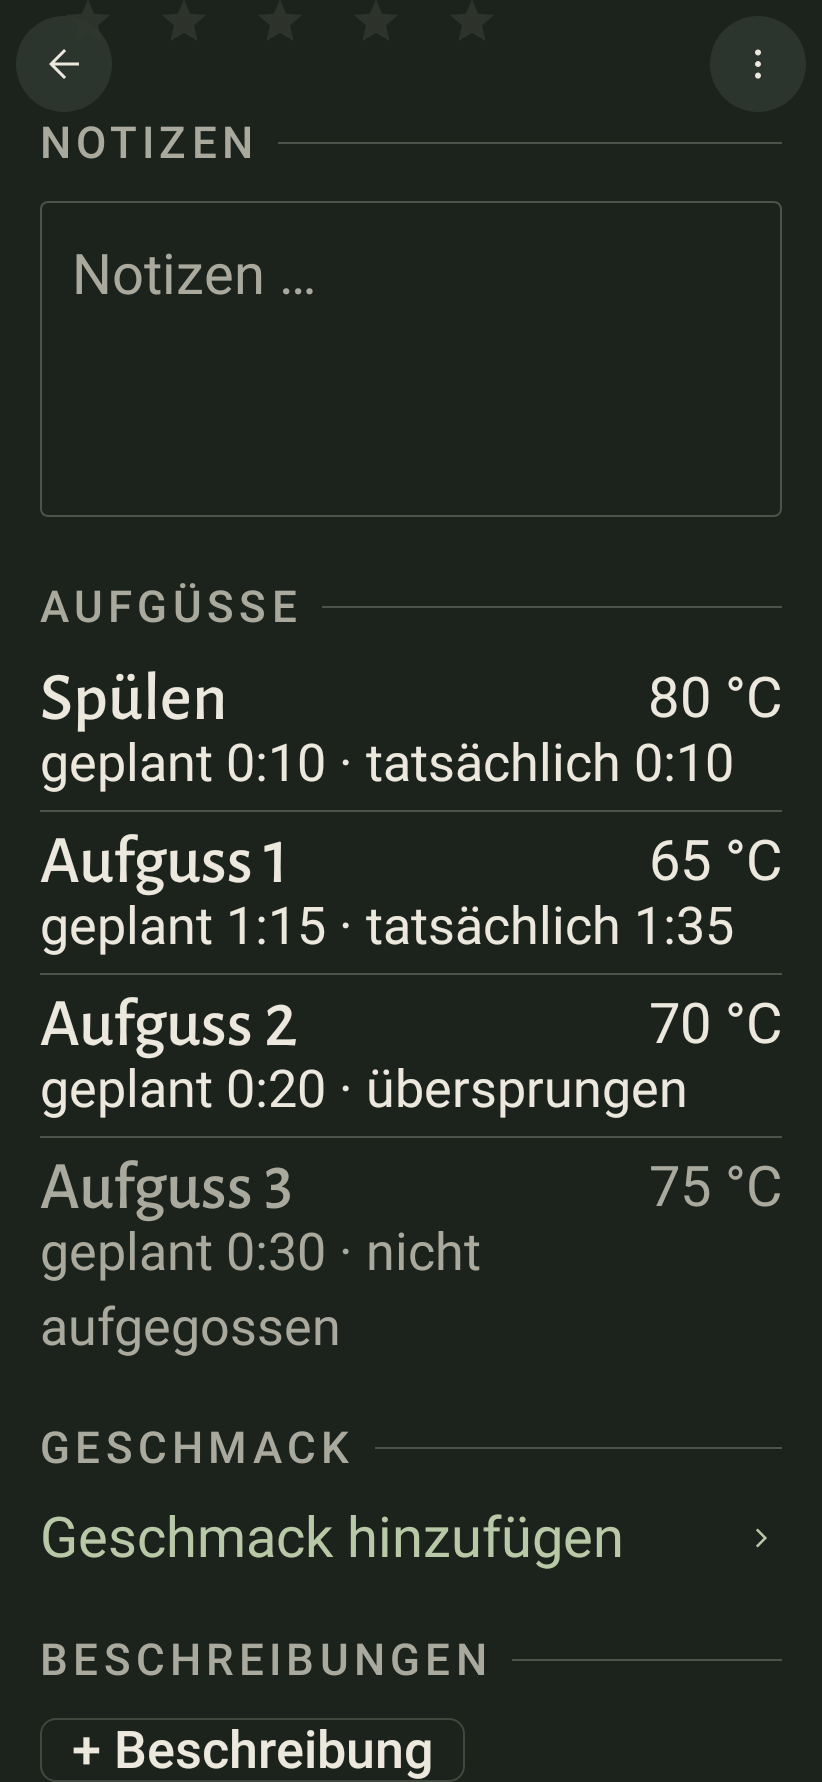 NOTIZEN
Notizen …
AUFGÜSSE
Spülen 80 °C
geplant 0:10 · tatsächlich 0:10
Aufguss 1 65 °C
geplant 1:15 · tatsächlich 1:35
Aufguss 2 70 °C
geplant 0:20 · übersprungen
Aufguss 3 75 °C
geplant 0:30 · nicht
aufgegossen
GESCHMACK
Geschmack hinzufügen
BESCHREIBUNGEN
+ Beschreibung